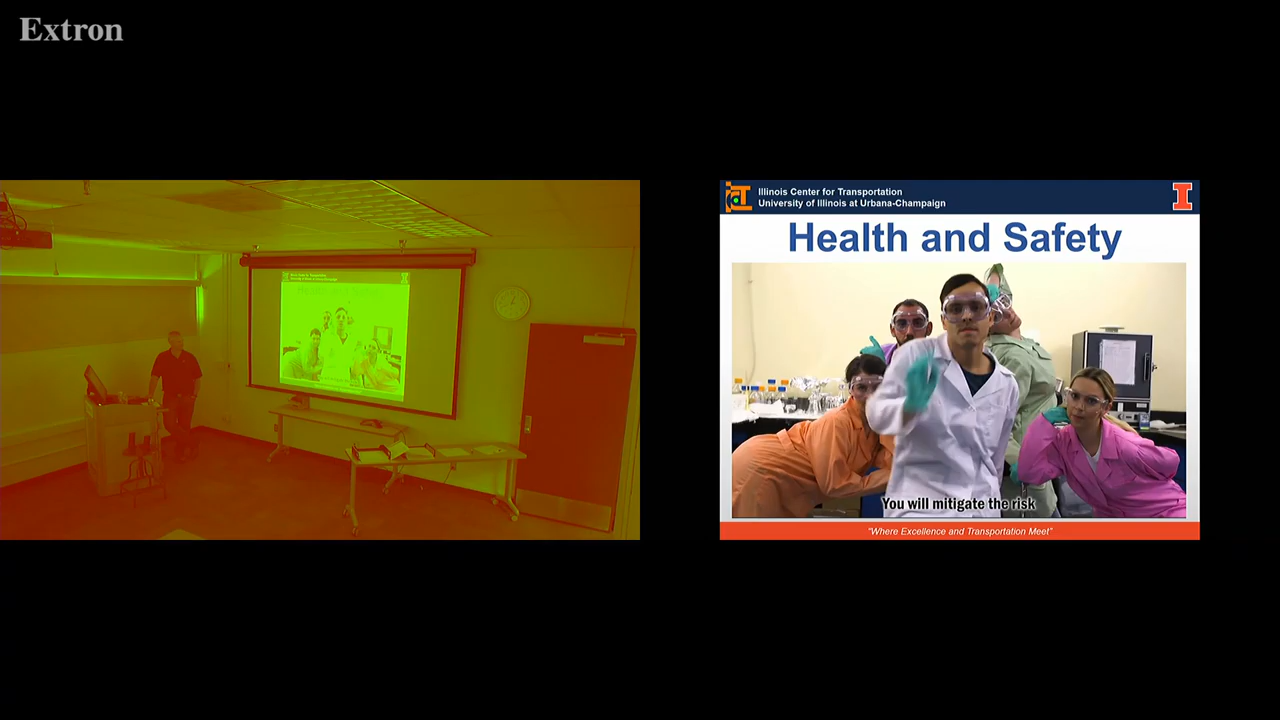 Extron
Illinois Center for Transportation
University of Illinois at Urbana-Champaign
Health and Safety
You will mitigate the risk
"Where Excellence and Transportation Meet"